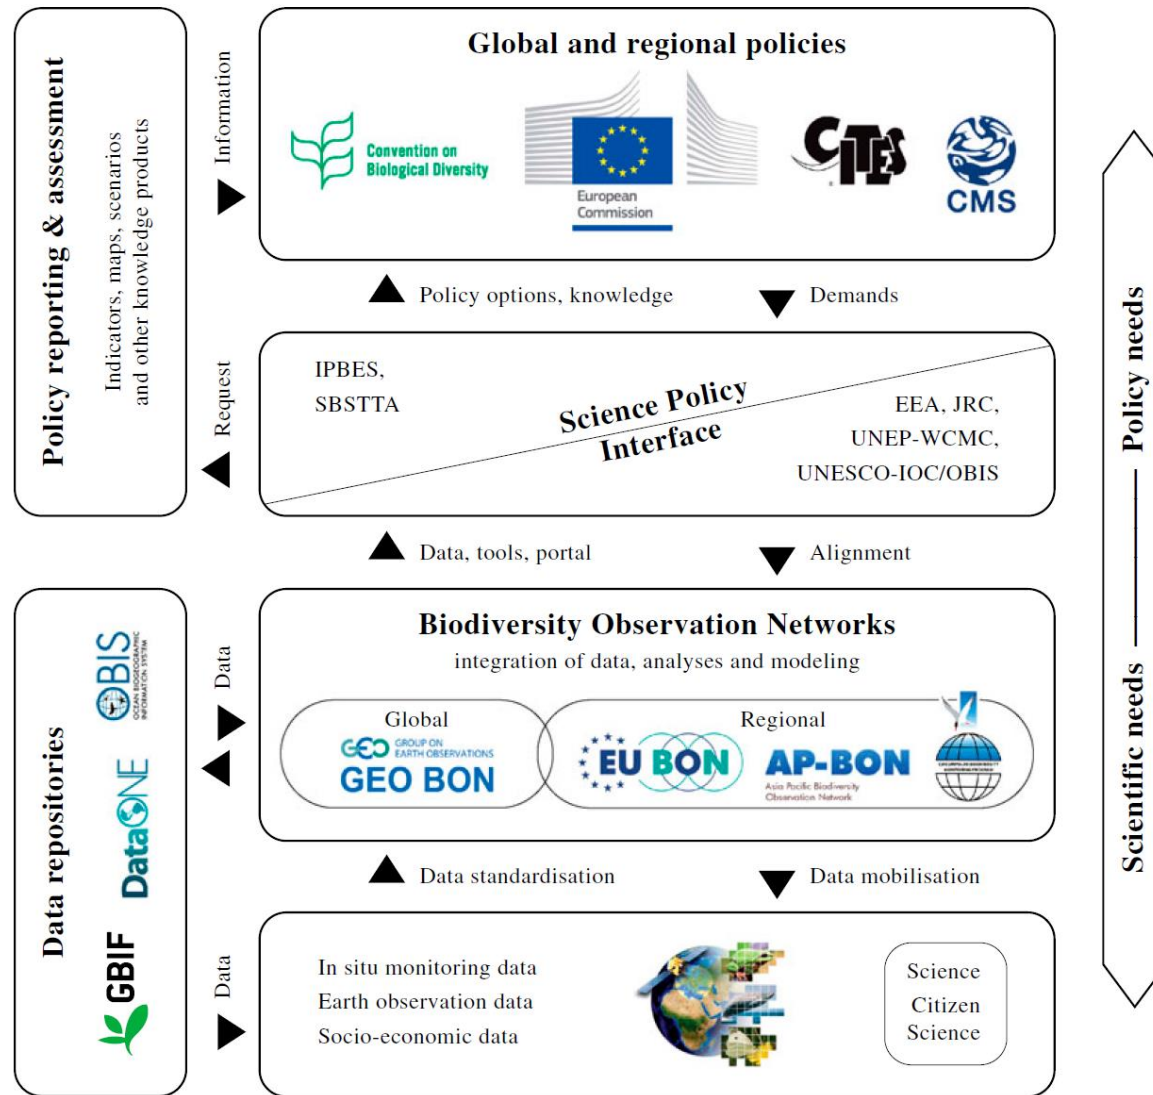 Policy reporting & assessment
Indicators, maps, scenarios
and other knowledge products
Information
Request
Global and regional policies
Convention on
Biological Diversity
European
Commission
CITES
CMS
Policy options, knowledge
Demands
IPBES,
SBSTTA
Science Policy
Interface
EEA, JRC,
UNEP-WCMC,
UNESCO-IOC/OBIS
Data, tools, portal
Alignment
Data repositories
OBIS
OCEAN BIOGEOGRAPHIC
INFORMATION SYSTEM
DataONE
GBIF
Data
Data
Biodiversity Observation Networks
integration of data, analyses and modeling
Global
GEO GROUP ON
EARTH OBSERVATIONS
GEO BON
Regional
EU BON
AP-BON
Asia Pacific Biodiversity
Observation Network
Data standardisation
Data mobilisation
In situ monitoring data
Earth observation data
Socio-economic data
Science
Citizen
Science
Scientific needs
Policy needs